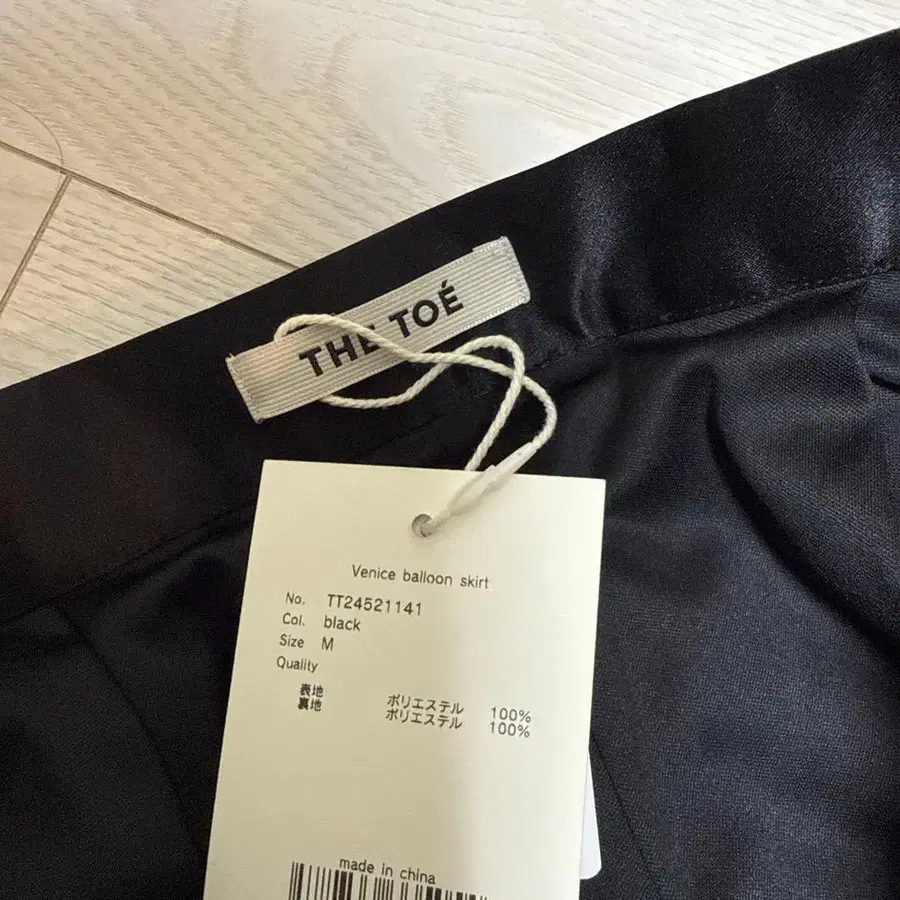 THE TOÉ
Venice balloon skirt
No. TT24521141
Col. black
Size M
Quality
表地 ポリエステル 100%
裏地 ポリエステル 100%
made in china